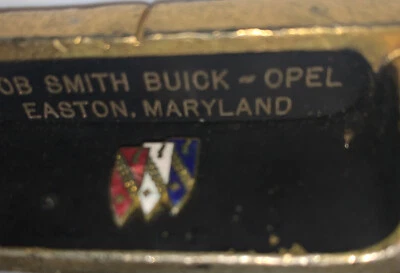 OB SMITH BUICK ~ OPEL
EASTON, MARYLAND